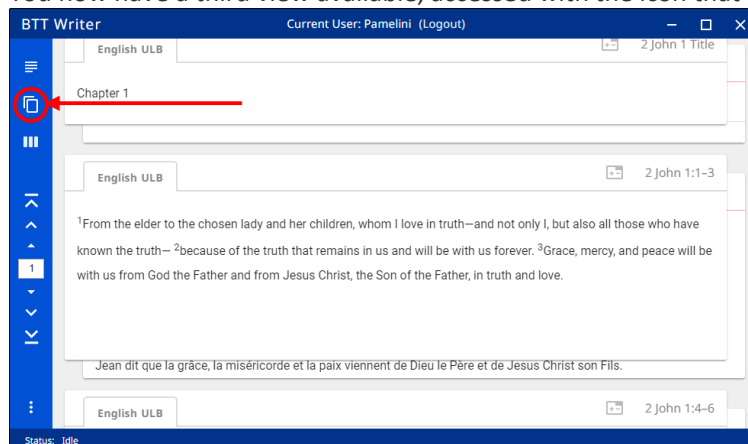 You now have a third view available, accessed with the icon that
BTT Writer Current User: Pamelini (Logout)
English ULB 2 John 1 Title
Chapter 1
English ULB 2 John 1:1–3
1From the elder to the chosen lady and her children, whom I love in truth—and not only I, but also all those who have
known the truth— 2because of the truth that remains in us and will be with us forever. 3Grace, mercy, and peace will be
with us from God the Father and from Jesus Christ, the Son of the Father, in truth and love.
1
Jean dit que la grâce, la miséricorde et la paix viennent de Dieu le Père et de Jesus Christ son Fils.
English ULB 2 John 1:4–6
Status: Idle